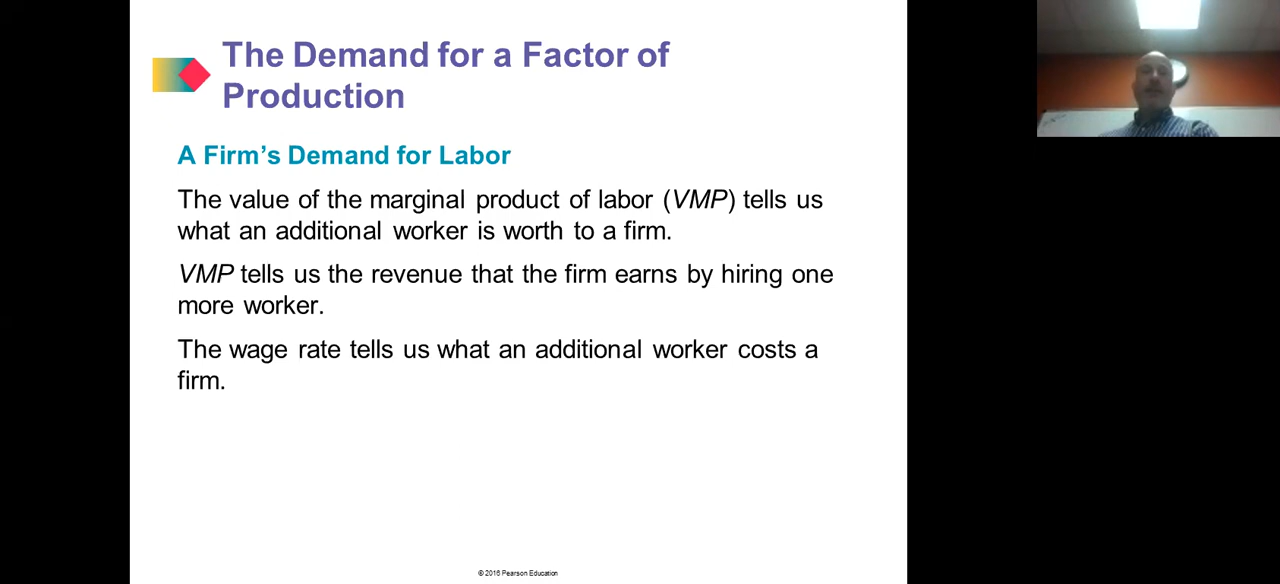 The Demand for a Factor of
Production
A Firm’s Demand for Labor
The value of the marginal product of labor (VMP) tells us
what an additional worker is worth to a firm.
VMP tells us the revenue that the firm earns by hiring one
more worker.
The wage rate tells us what an additional worker costs a
firm.
© 2016 Pearson Education